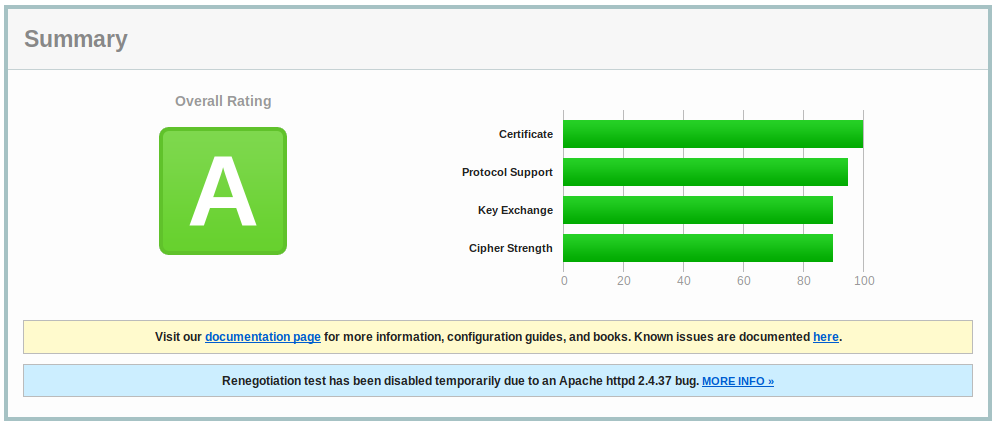 Summary
Overall Rating
A
Certificate
Protocol Support
Key Exchange
Cipher Strength
0 20 40 60 80 100
Visit our documentation page for more information, configuration guides, and books. Known issues are documented here.
Renegotiation test has been disabled temporarily due to an Apache httpd 2.4.37 bug. MORE INFO »